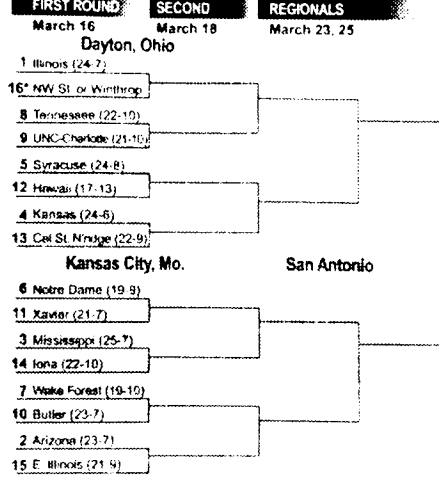 FIRST ROUND SECOND REGIONALS
March 16 March 18 March 23, 25
Dayton, Ohio
1 Illinois (24-7)
16* NW St. or Winthrop
8 Tennessee (22-10)
9 UNC-Charlotte (21-10)
5 Syracuse (24-8)
12 Hawaii (17-13)
4 Kansas (24-6)
13 Cal St. N'ridge (22-9)
Kansas City, Mo. San Antonio
6 Notre Dame (19-9)
11 Xavier (21-7)
3 Mississippi (25-7)
14 Iona (22-10)
7 Wake Forest (19-10)
10 Butler (23-7)
2 Arizona (23-7)
15 E. Illinois (21-9)